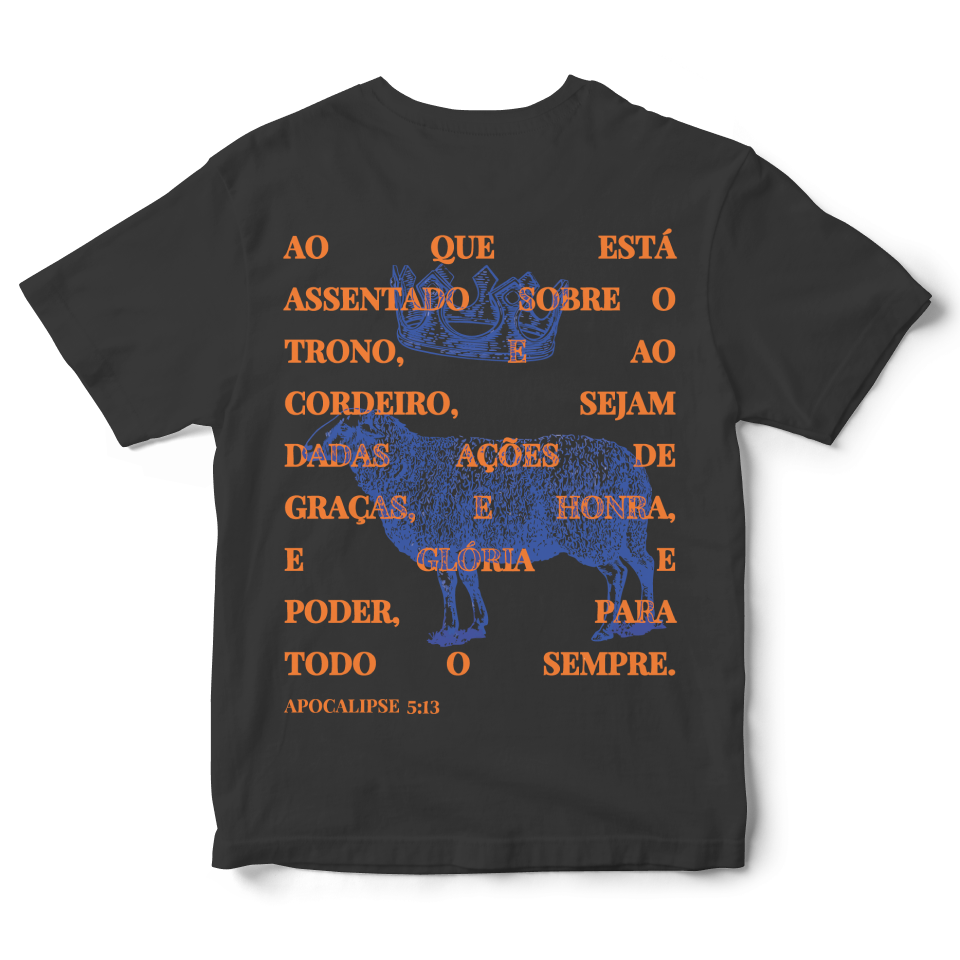 AO QUE ESTÁ
ASSENTADO SOBRE O
TRONO, E AO
CORDEIRO, SEJAM
DADAS AÇÕES DE
GRAÇAS, E HONRA,
E GLÓRIA E
PODER, PARA
TODO O SEMPRE.
APOCALIPSE 5:13